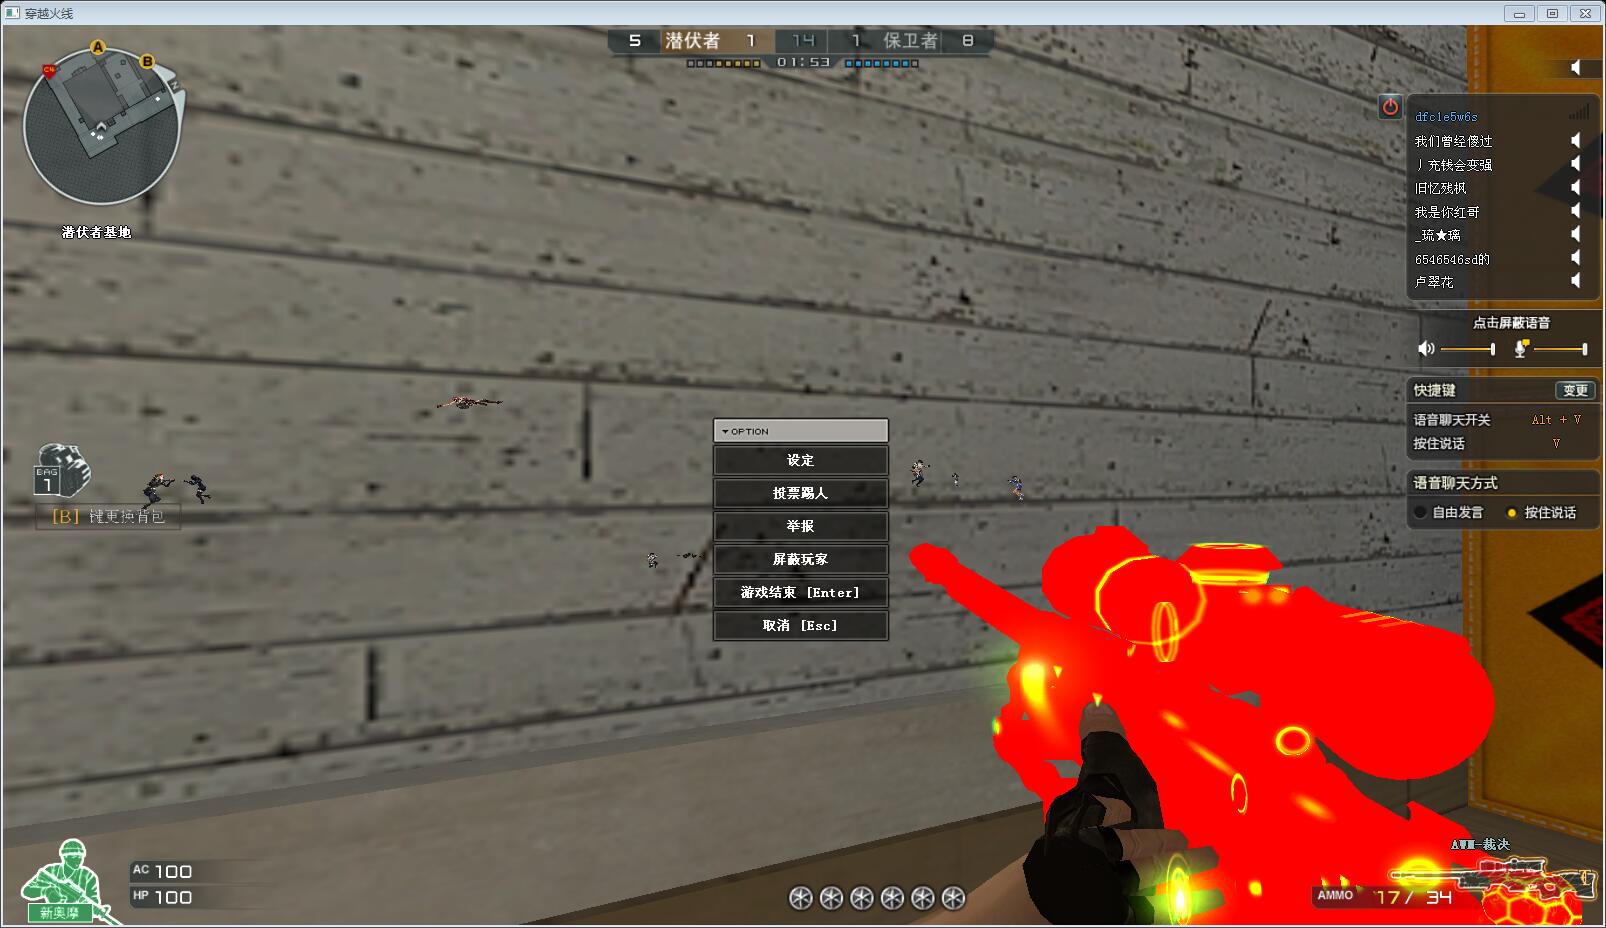 穿越火线
5 潜伏者 1 14 1 保卫者 8
01:53
A
B
C4
N
潜伏者基地
dfc1e5w6s
我们曾经傻过
丿充钱会变强
旧忆残枫
我是你红哥
_琉★璃
6546546sd的
卢翠花
点击屏蔽语音
快捷键 变更
语音聊天开关 Alt + V
按住说话 V
语音聊天方式
自由发言 按住说话
BAG
1
[B] 键更换背包
OPTION
设定
投票踢人
举报
屏蔽玩家
游戏结束 [Enter]
取消 [Esc]
AC 100
HP 100
新奥摩
AWM-裁决
AMMO 17/ 34